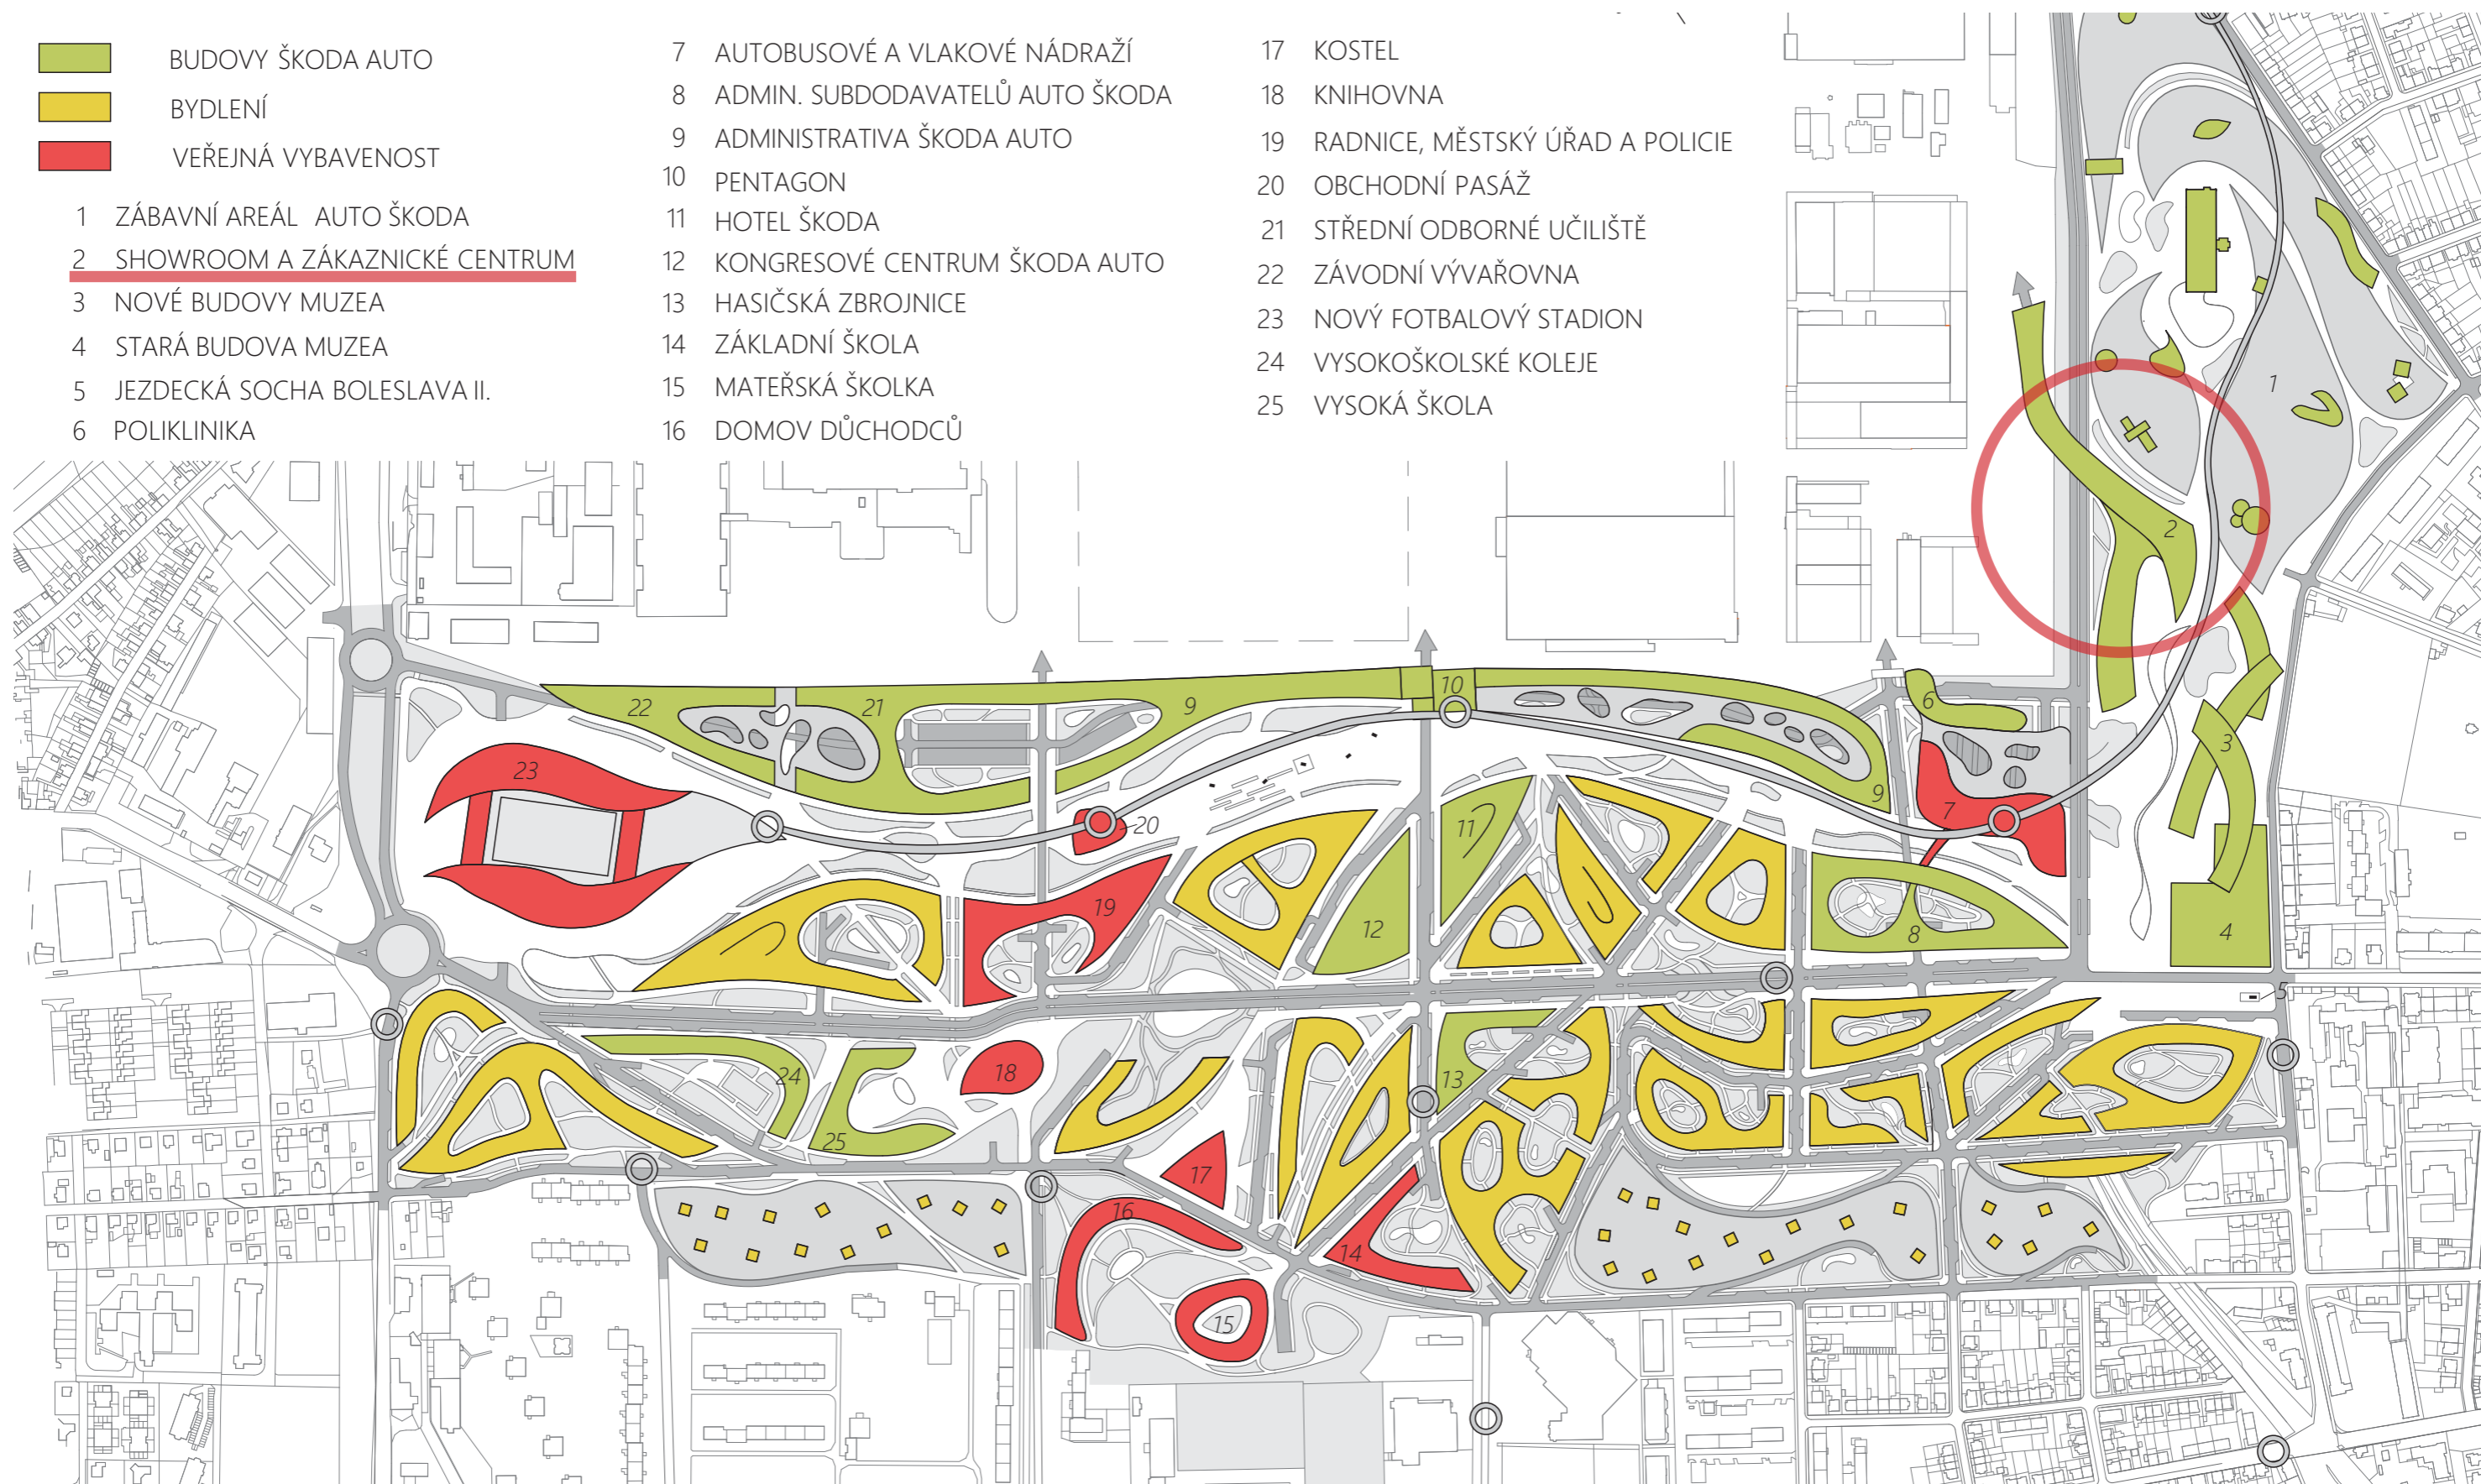 BUDOVY ŠKODA AUTO
BYDLENÍ
VEŘEJNÁ VYBAVENOST
1 ZÁBAVNÍ AREÁL AUTO ŠKODA
2 SHOWROOM A ZÁKAZNICKÉ CENTRUM
3 NOVÉ BUDOVY MUZEA
4 STARÁ BUDOVA MUZEA
5 JEZDECKÁ SOCHA BOLESLAVA II.
6 POLIKLINIKA
7 AUTOBUSOVÉ A VLAKOVÉ NÁDRAŽÍ
8 ADMIN. SUBDODAVATELŮ AUTO ŠKODA
9 ADMINISTRATIVA ŠKODA AUTO
10 PENTAGON
11 HOTEL ŠKODA
12 KONGRESOVÉ CENTRUM ŠKODA AUTO
13 HASIČSKÁ ZBROJNICE
14 ZÁKLADNÍ ŠKOLA
15 MATEŘSKÁ ŠKOLKA
16 DOMOV DŮCHODCŮ
17 KOSTEL
18 KNIHOVNA
19 RADNICE, MĚSTSKÝ ÚŘAD A POLICIE
20 OBCHODNÍ PASÁŽ
21 STŘEDNÍ ODBORNÉ UČILIŠTĚ
22 ZÁVODNÍ VÝVAŘOVNA
23 NOVÝ FOTBALOVÝ STADION
24 VYSOKOŠKOLSKÉ KOLEJE
25 VYSOKÁ ŠKOLA
1
2
10
6
22
21
9
3
23
9
7
20
11
19
12
8
4
5
18
24
13
25
17
16
14
15